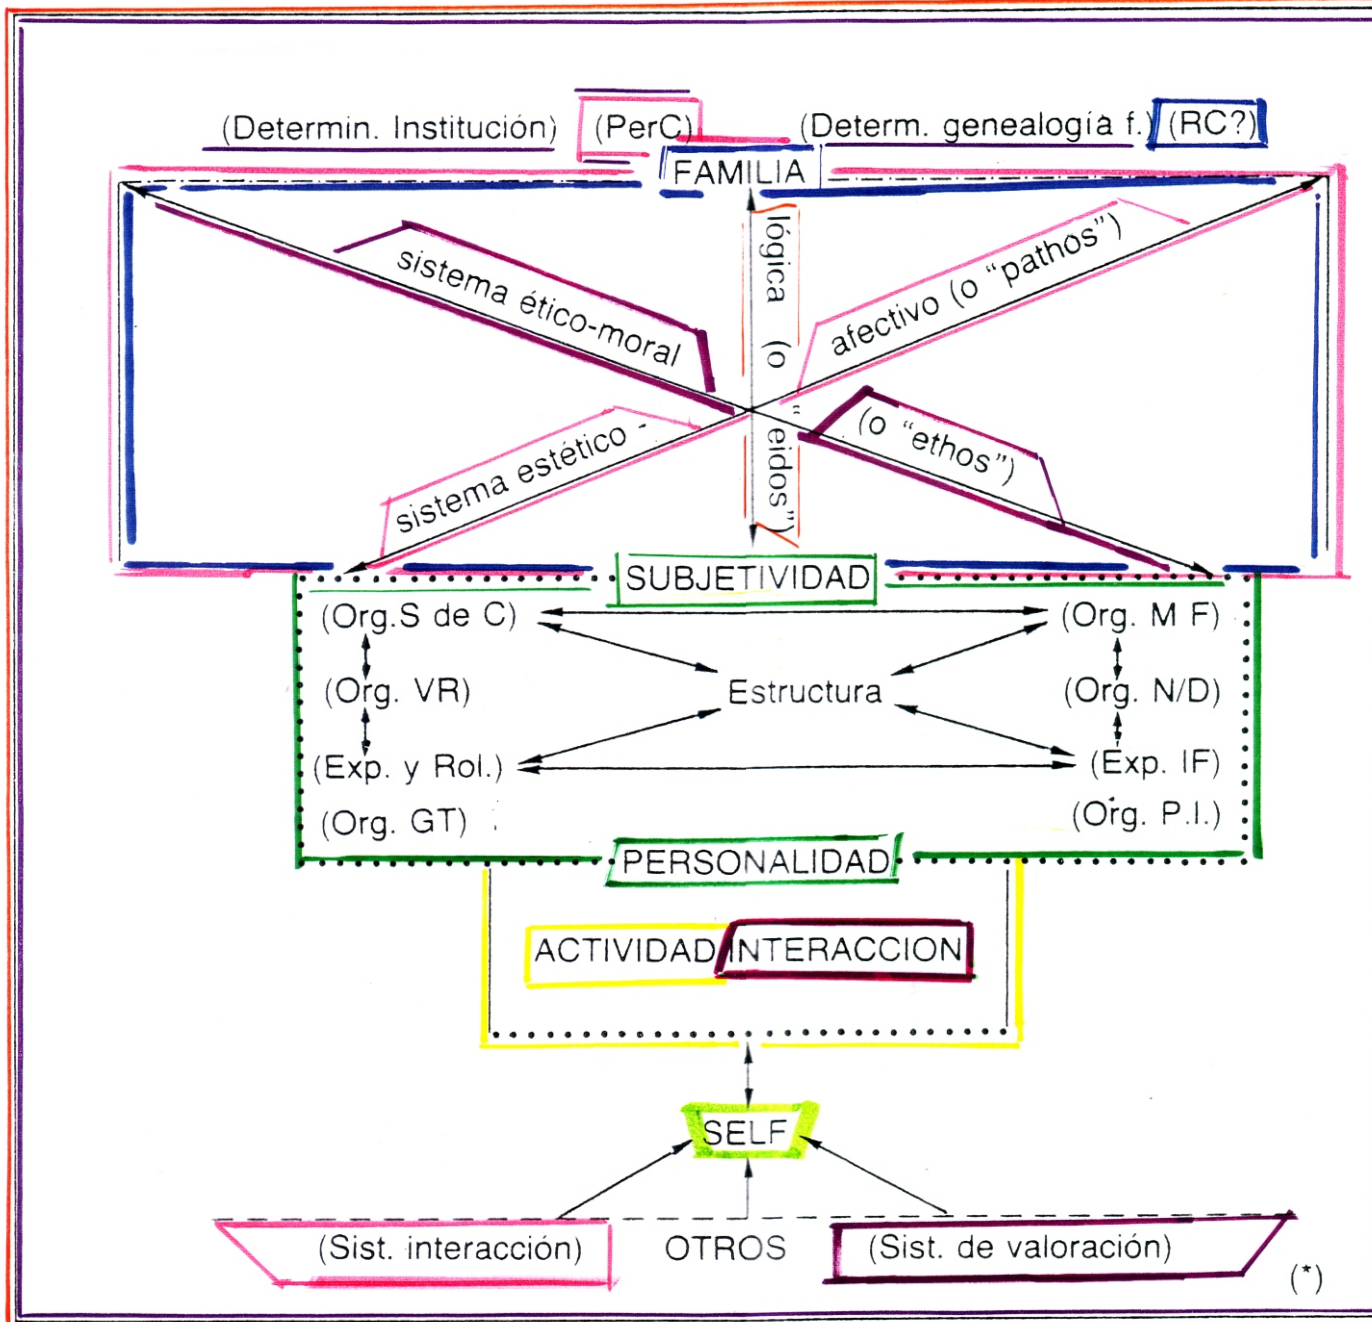 (Determin. Institución) (PerC) (Determ. genealogía f.) (RC?)
FAMILIA
sistema ético-moral (o "ethos")
lógica (o "eidos")
sistema estético - afectivo (o "pathos")
SUBJETIVIDAD
(Org.S de C) (Org. M F)
(Org. VR) Estructura (Org. N/D)
(Exp. y Rol.) (Exp. IF)
(Org. GT) (Org. P.I.)
PERSONALIDAD
ACTIVIDAD INTERACCION
SELF
(Sist. interacción) OTROS (Sist. de valoración)
(*)